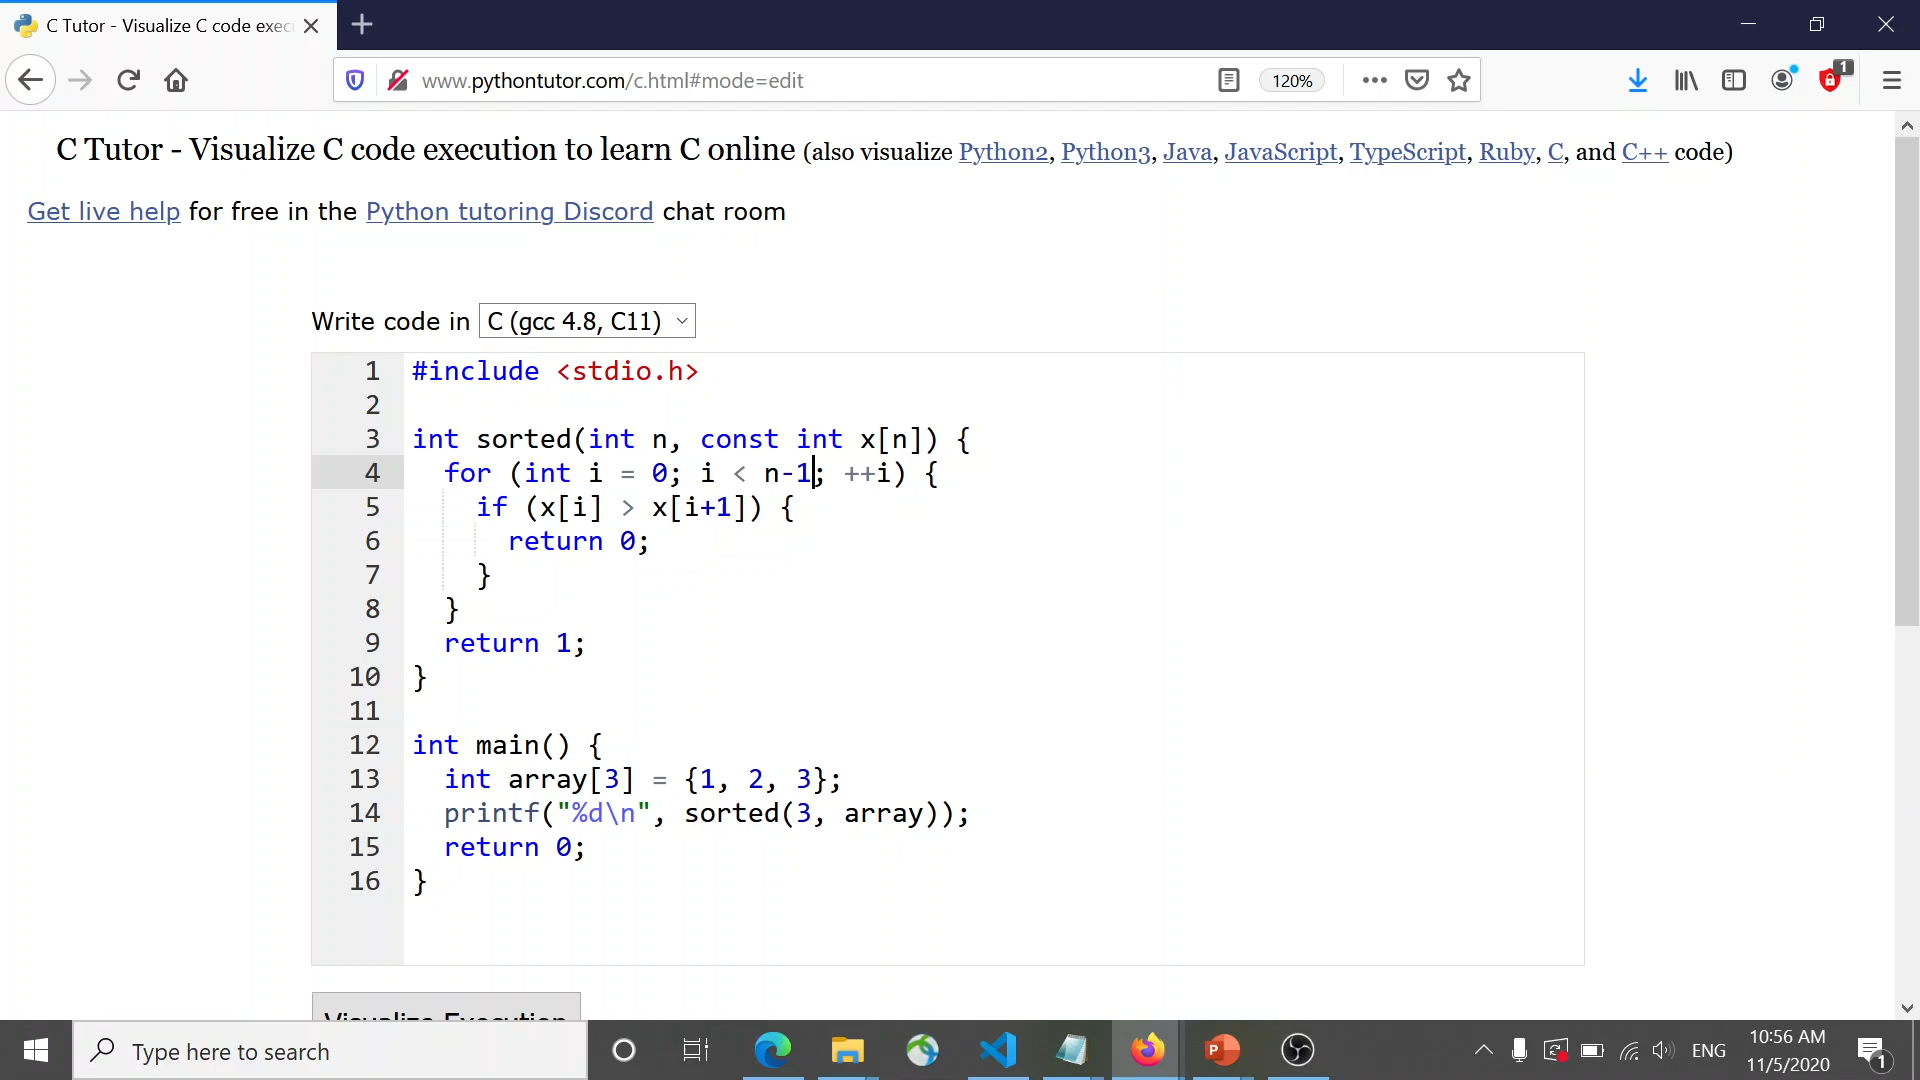 C Tutor - Visualize C code exec
www.pythontutor.com/c.html#mode=edit
120%
1
C Tutor - Visualize C code execution to learn C online (also visualize Python2, Python3, Java, JavaScript, TypeScript, Ruby, C, and C++ code)
Get live help for free in the Python tutoring Discord chat room
Write code in C (gcc 4.8, C11)
1 #include <stdio.h>
2
3 int sorted(int n, const int x[n]) {
4   for (int i = 0; i < n-1; ++i) {
5     if (x[i] > x[i+1]) {
6       return 0;
7     }
8   }
9   return 1;
10 }
11
12 int main() {
13   int array[3] = {1, 2, 3};
14   printf("%d\n", sorted(3, array));
15   return 0;
16 }
Visualize Execution
Type here to search
P
ENG
10:56 AM
11/5/2020
1